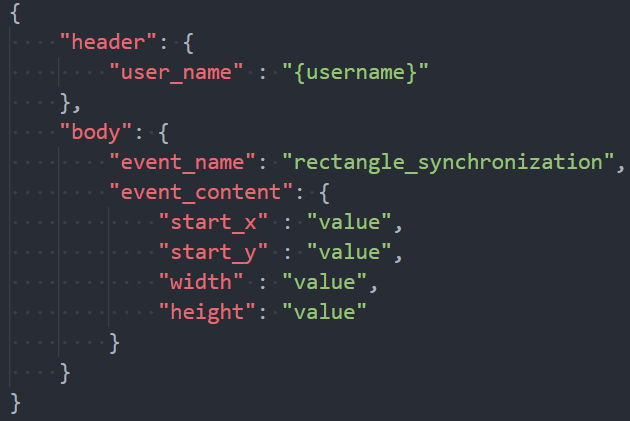 {
    "header": {
        "user_name" : "{username}"
    },
    "body": {
        "event_name": "rectangle_synchronization",
        "event_content": {
            "start_x" : "value",
            "start_y" : "value",
            "width" : "value",
            "height": "value"
        }
    }
}